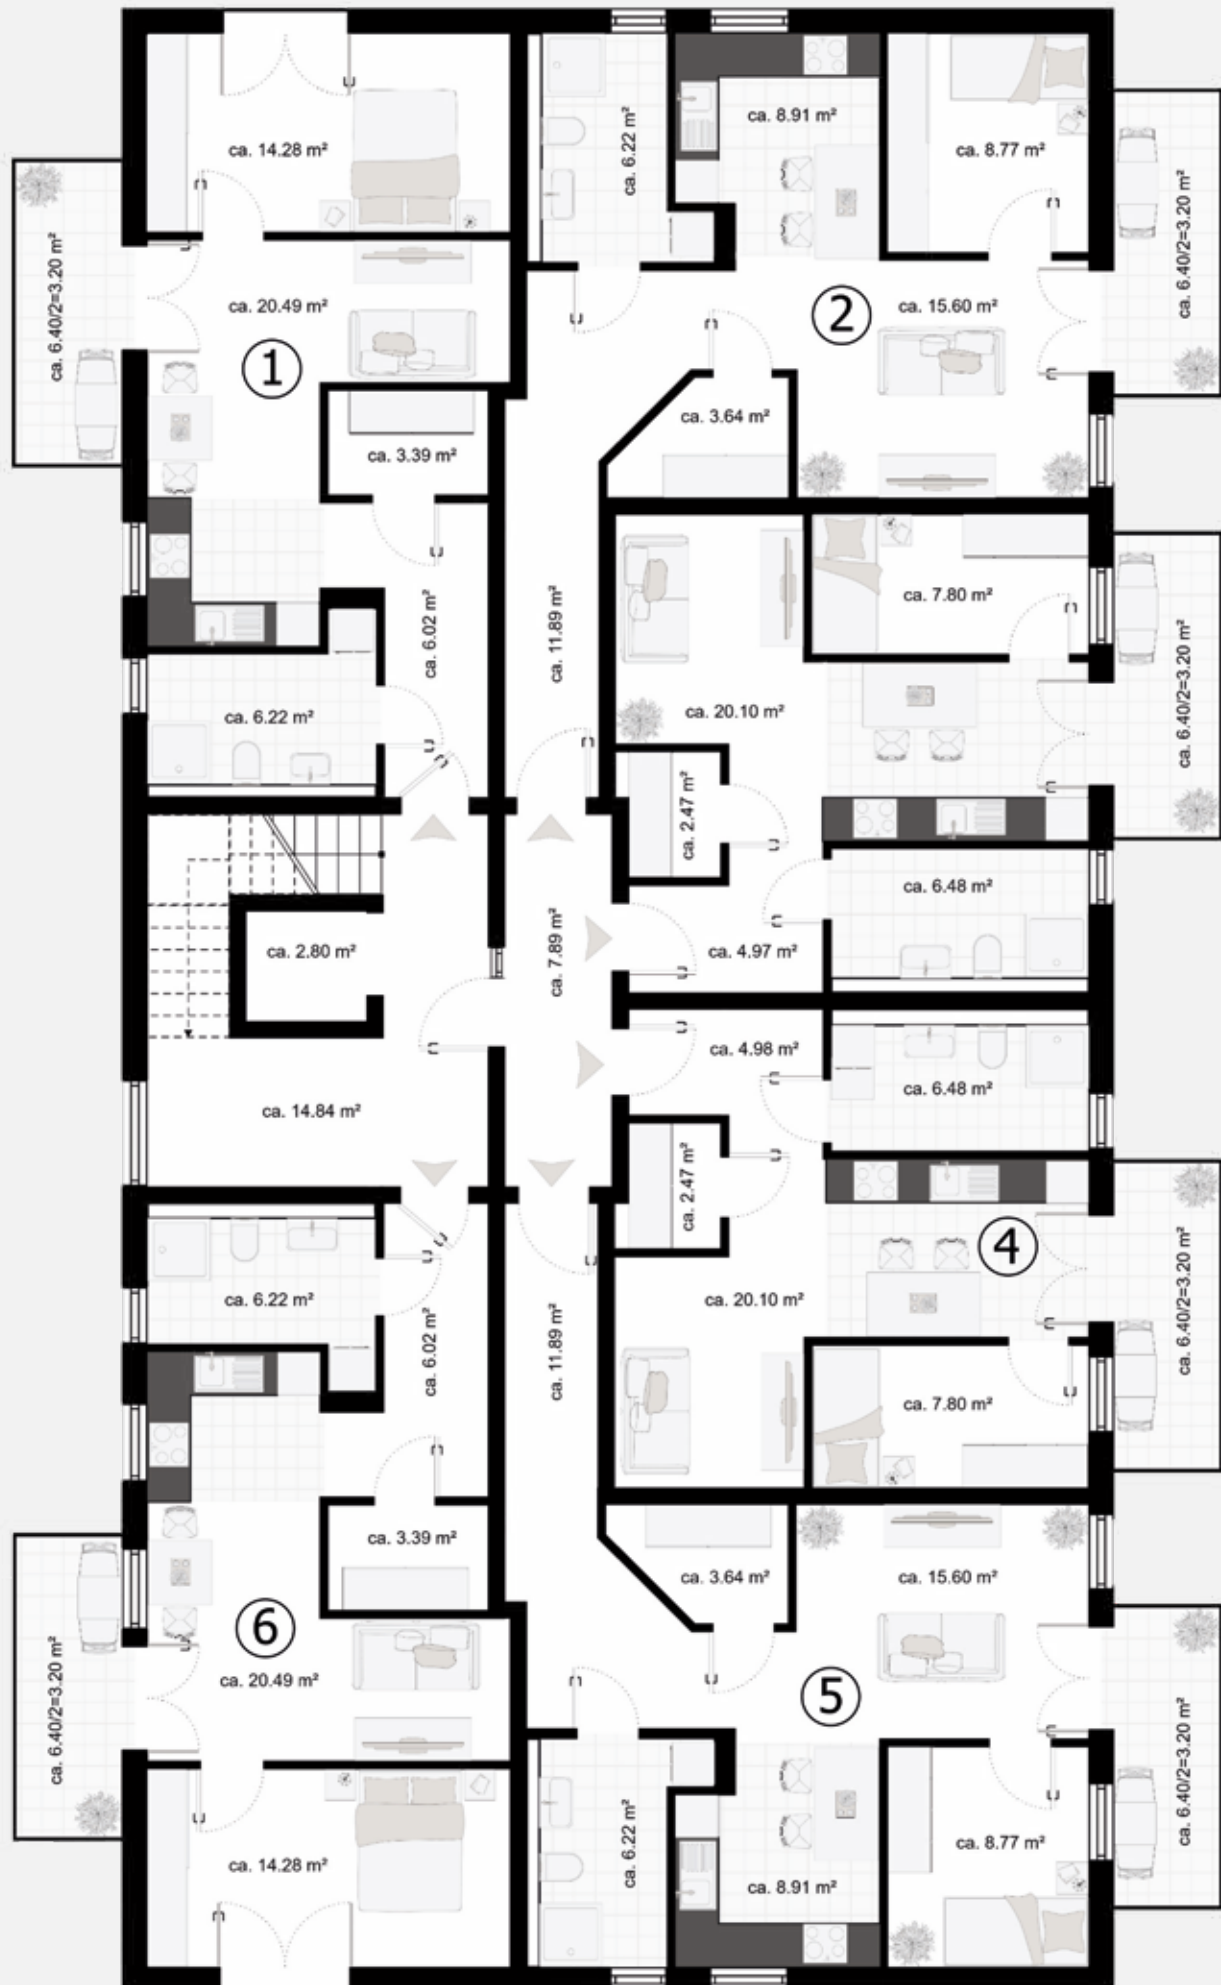 ca. 14.28 m²
ca. 6.22 m²
ca. 8.91 m²
ca. 8.77 m²
ca. 6.40/2=3.20 m²
ca. 6.40/2=3.20 m²
ca. 20.49 m²
①
②
ca. 15.60 m²
ca. 3.64 m²
ca. 3.39 m²
ca. 6.02 m²
ca. 11.89 m²
ca. 7.80 m²
ca. 6.40/2=3.20 m²
ca. 6.22 m²
ca. 20.10 m²
ca. 2.47 m²
ca. 6.48 m²
ca. 2.80 m²
ca. 7.89 m²
ca. 4.97 m²
ca. 4.98 m²
ca. 6.48 m²
ca. 14.84 m²
ca. 2.47 m²
④
ca. 6.22 m²
ca. 6.02 m²
ca. 11.89 m²
ca. 20.10 m²
ca. 6.40/2=3.20 m²
ca. 7.80 m²
ca. 3.39 m²
ca. 3.64 m²
ca. 15.60 m²
⑥
ca. 20.49 m²
ca. 6.40/2=3.20 m²
⑤
ca. 6.40/2=3.20 m²
ca. 14.28 m²
ca. 6.22 m²
ca. 8.91 m²
ca. 8.77 m²